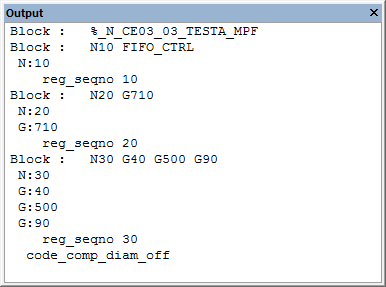 Output
Block :   %_N_CE03_03_TESTA_MPF
Block :   N10 FIFO_CTRL
N:10
reg_seqno 10
Block :   N20 G710
N:20
G:710
reg_seqno 20
Block :   N30 G40 G500 G90
N:30
G:40
G:500
G:90
reg_seqno 30
code_comp_diam_off